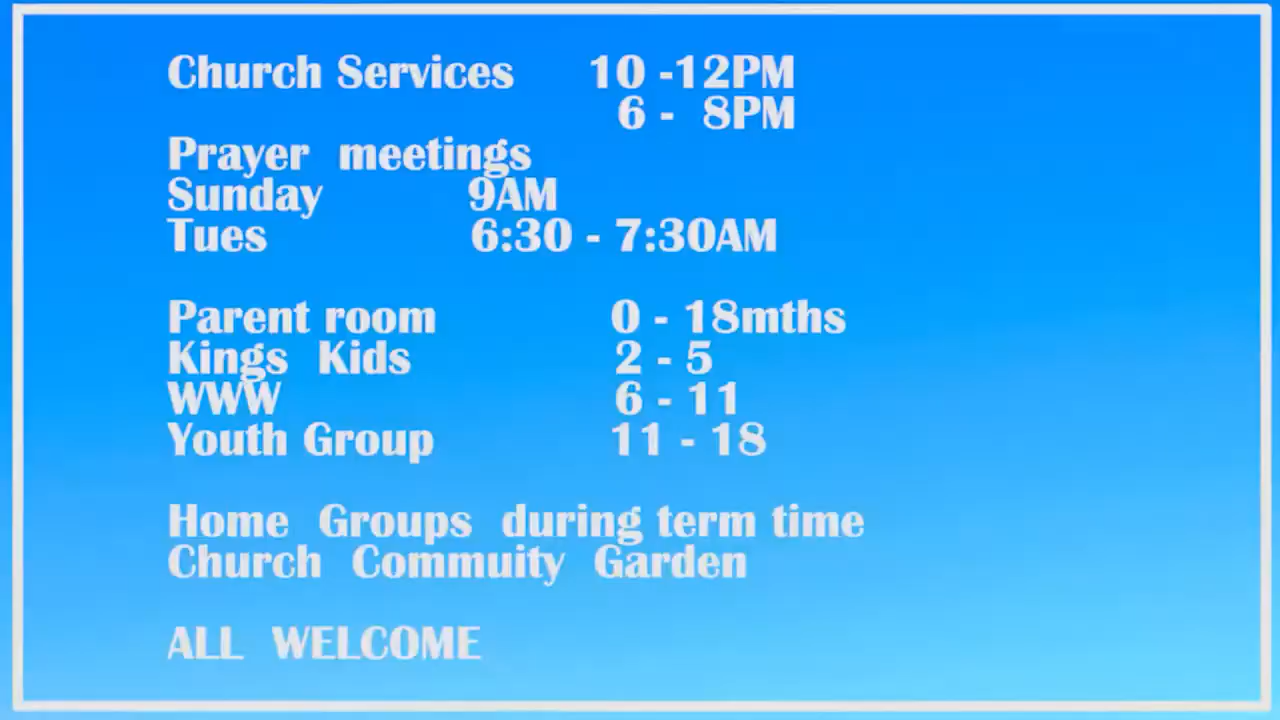 Church Services 10 -12PM
6 - 8PM
Prayer meetings
Sunday 9AM
Tues 6:30 - 7:30AM
Parent room 0 - 18mths
Kings Kids 2 - 5
WWW 6 - 11
Youth Group 11 - 18
Home Groups during term time
Church Commuity Garden
ALL WELCOME